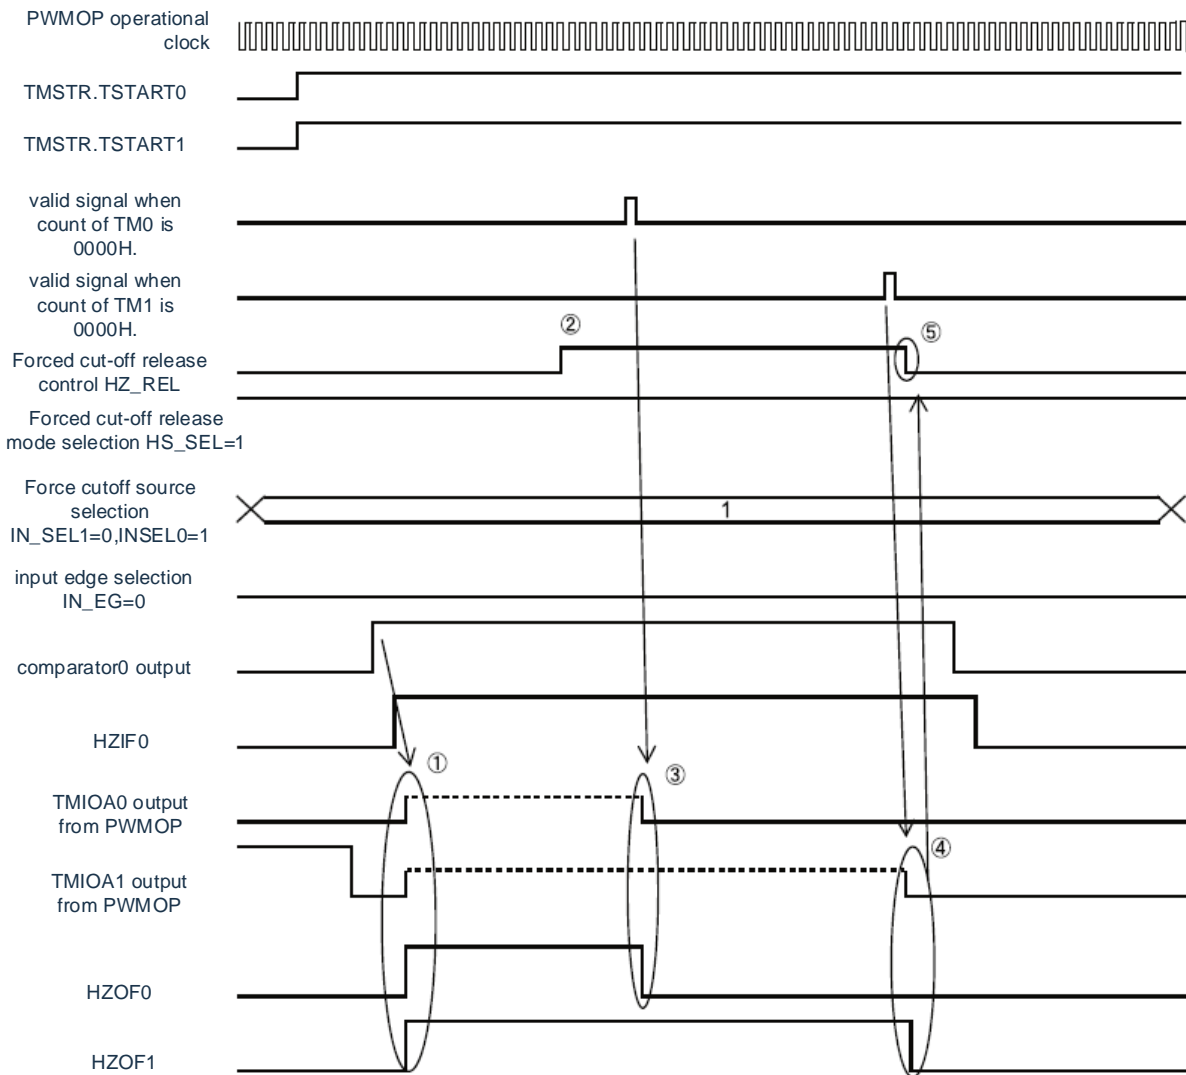 PWMOP operational
clock
TMSTR.TSTART0
TMSTR.TSTART1
valid signal when
count of TM0 is
0000H.
valid signal when
count of TM1 is
0000H.
②
⑤
Forced cut-off release
control HZ_REL
Forced cut-off release
mode selection HS_SEL=1
Force cutoff source
selection
IN_SEL1=0,INSEL0=1
1
input edge selection
IN_EG=0
comparator0 output
HZIF0
①
③
TMIOA0 output
from PWMOP
④
TMIOA1 output
from PWMOP
HZOF0
HZOF1